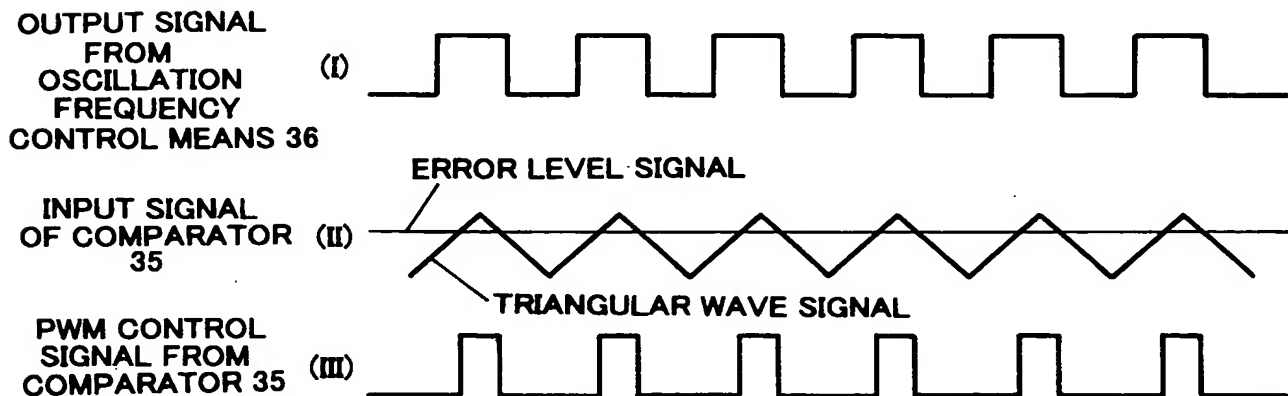 OUTPUT SIGNAL
FROM
OSCILLATION
FREQUENCY
CONTROL MEANS 36
(I)
ERROR LEVEL SIGNAL
INPUT SIGNAL
OF COMPARATOR
35
(II)
TRIANGULAR WAVE SIGNAL
PWM CONTROL
SIGNAL FROM
COMPARATOR 35
(III)